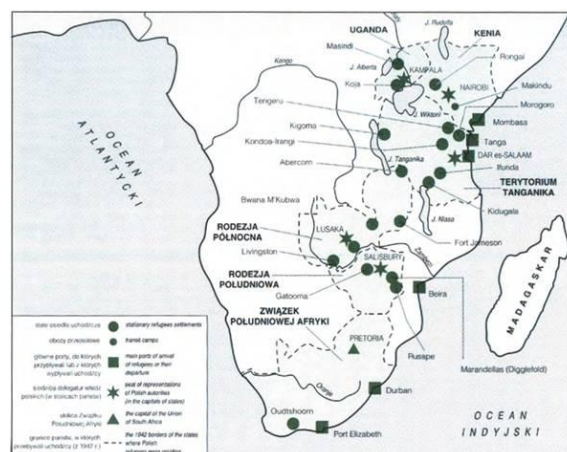 UGANDA
J. Rudolfa
KENIA
Masindi
J. Alberta
KAMPALA
Rongai
Kongo
Koja
NAIROBI
Makindu
Tengeru
J. Wiktorii
Morogoro
Kigoma
Mombasa
Kondoa-Irangi
Tanga
Abercorn
J. Tanganika
DAR es-SALAAM
Ifunda
Bwana M'Kubwa
TERYTORIUM
TANGANIKA
J. Niasa
Kidugala
RODEZJA
PÓŁNOCNA
LUSAKA
Fort Jameson
Livingston
Zambezi
RODEZJA
POŁUDNIOWA
SALISBURY
Gatooma
Beira
ZWIĄZEK
POŁUDNIOWEJ AFRYKI
PRETORIA
Rusape
Marandellas (Digglefold)
Oranje
Durban
Oudtshoorn
Port Elizabeth
OCEAN
ATLANTYCKI
MADAGASKAR
OCEAN
INDYJSKI
stałe osiedla uchodźcze
stationary refugees settlements
obozy przejściowe
transit camps
główne porty, do których
przybywali lub z których
wypływali uchodźcy
main ports of arrival
of refugees or their
departure
siedziba delegatur władz
polskich (w stolicach państw)
seat of representations
of Polish autorities
(in the capitals of states)
stolica Związku
Południowej Afryki
the capital of the Union
of South Africa
granice państw, w których
przebywali uchodźcy (z 1942 r.)
the 1942 borders of the states
where Polish